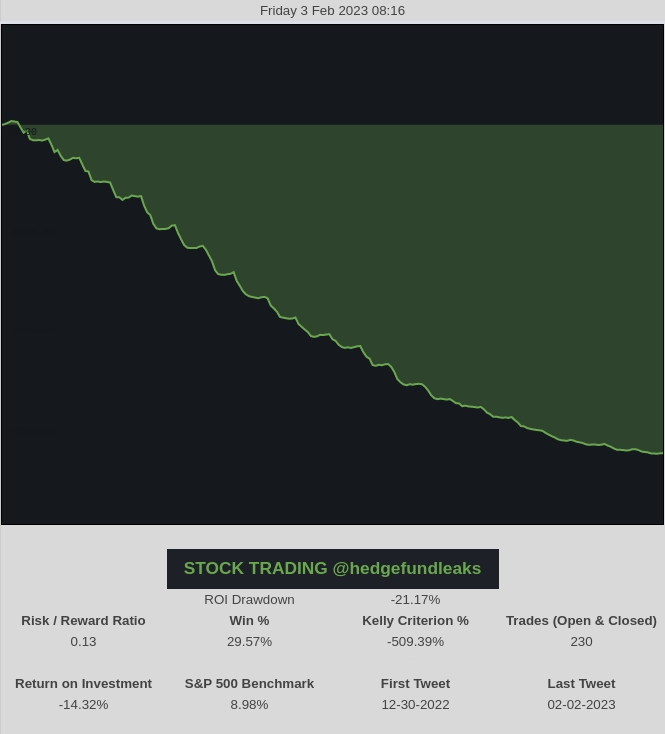 Friday 3 Feb 2023 08:16
STOCK TRADING @hedgefundleaks
ROI Drawdown -21.17%
Risk / Reward Ratio Win % Kelly Criterion % Trades (Open & Closed)
0.13 29.57% -509.39% 230
Return on Investment S&P 500 Benchmark First Tweet Last Tweet
-14.32% 8.98% 12-30-2022 02-02-2023